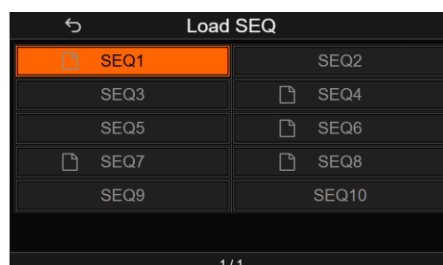 Load SEQ
SEQ1 SEQ2
SEQ3 SEQ4
SEQ5 SEQ6
SEQ7 SEQ8
SEQ9 SEQ10
1/1